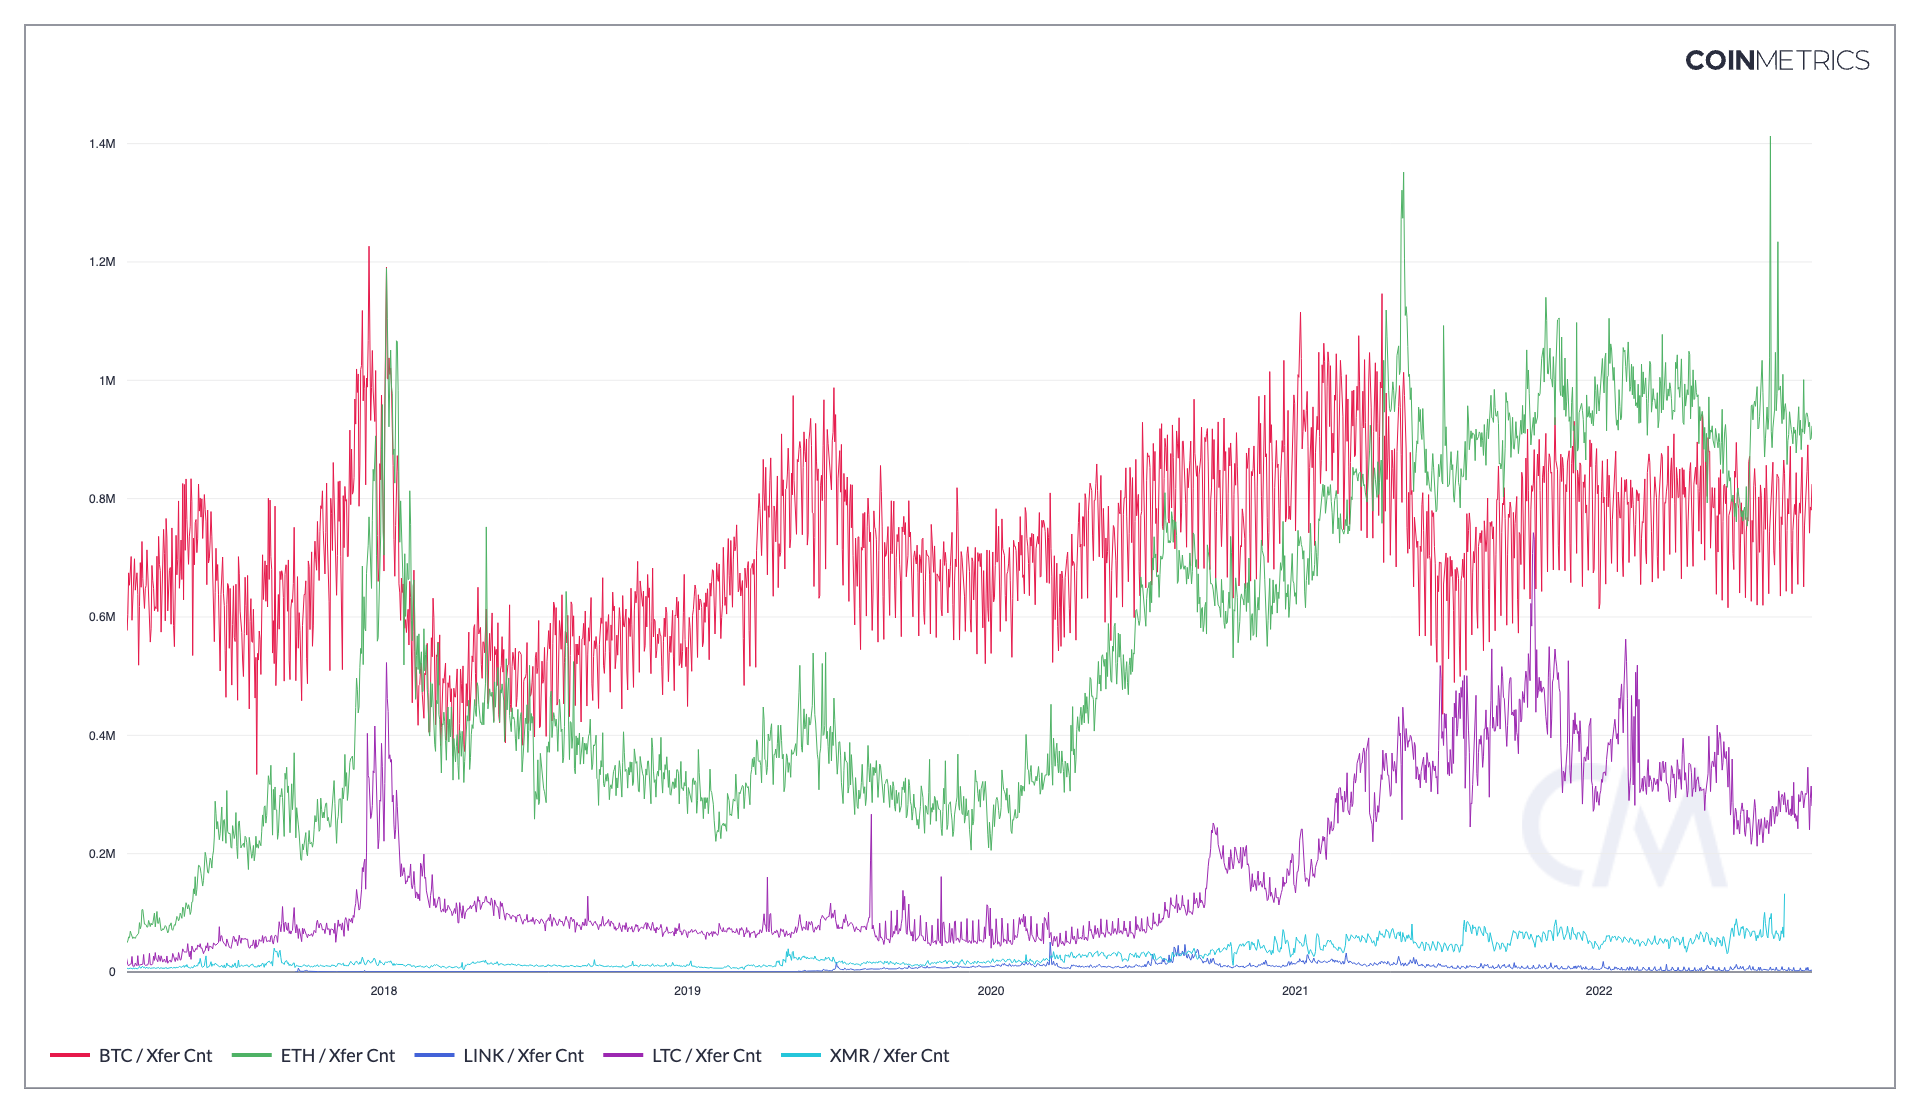 COINMETRICS
1.4M
1.2M
1M
0.8M
0.6M
0.4M
0.2M
0
2018 2019 2020 2021 2022
CM
BTC / Xfer Cnt ETH / Xfer Cnt LINK / Xfer Cnt LTC / Xfer Cnt XMR / Xfer Cnt